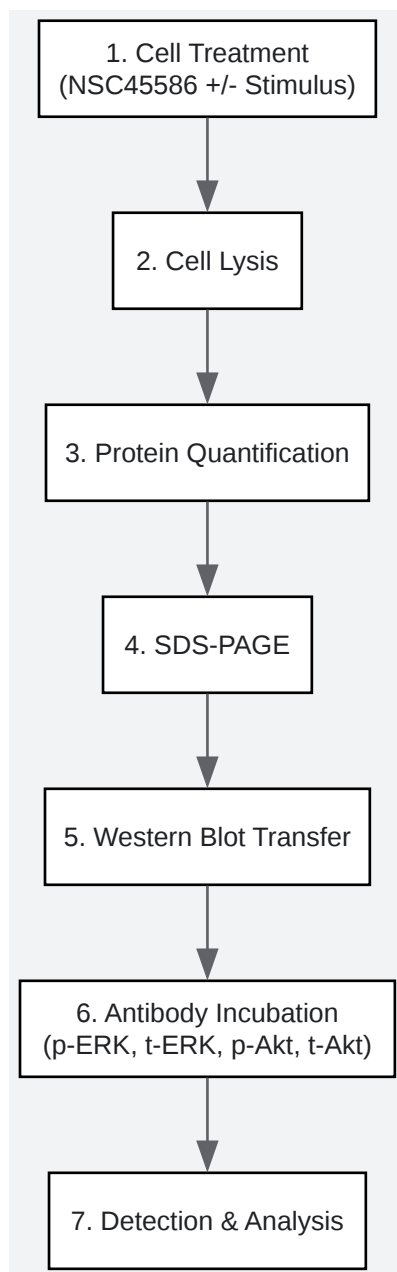 1. Cell Treatment
(NSC45586 +/- Stimulus)
2. Cell Lysis
3. Protein Quantification
4. SDS-PAGE
5. Western Blot Transfer
6. Antibody Incubation
(p-ERK, t-ERK, p-Akt, t-Akt)
7. Detection & Analysis